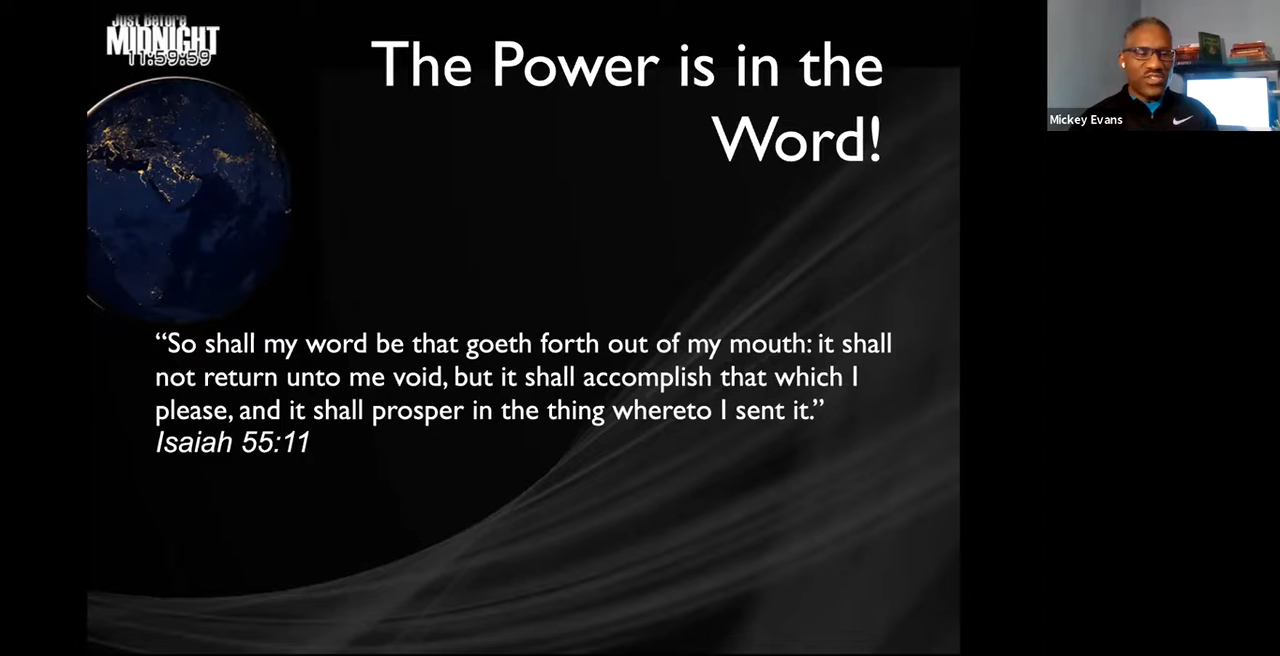 Just Before
MIDNIGHT
11:59:59
The Power is in the
Word!
Mickey Evans
“So shall my word be that goeth forth out of my mouth: it shall
not return unto me void, but it shall accomplish that which I
please, and it shall prosper in the thing whereto I sent it.”
Isaiah 55:11